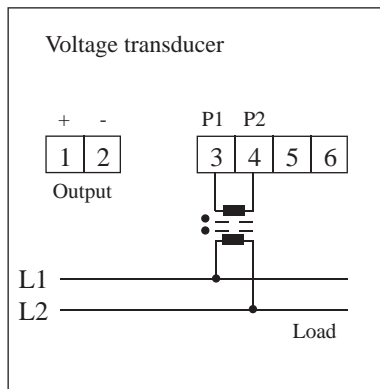 Voltage transducer
+ - P1 P2
1 2 3 4 5 6
Output
L1
L2
Load